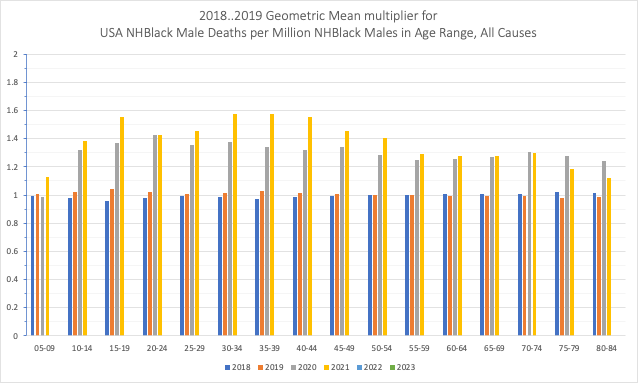 2018..2019 Geometric Mean multiplier for
USA NHBlack Male Deaths per Million NHBlack Males in Age Range, All Causes
2
1.8
1.6
1.4
1.2
1
0.8
0.6
0.4
0.2
0
05-09 10-14 15-19 20-24 25-29 30-34 35-39 40-44 45-49 50-54 55-59 60-64 65-69 70-74 75-79 80-84
2018 2019 2020 2021 2022 2023